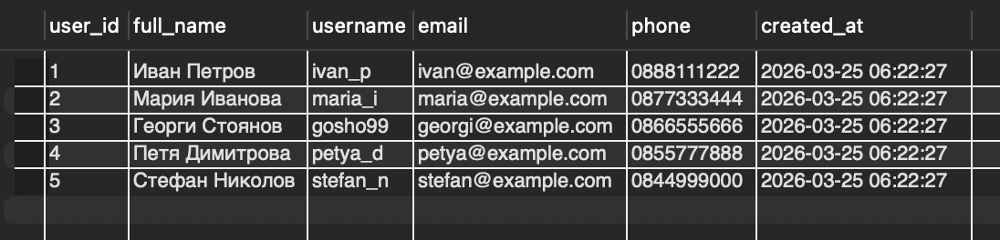 user_id full_name username email phone created_at
1 Иван Петров ivan_p ivan@example.com 0888111222 2026-03-25 06:22:27
2 Мария Иванова maria_i maria@example.com 0877333444 2026-03-25 06:22:27
3 Георги Стоянов gosho99 georgi@example.com 0866555666 2026-03-25 06:22:27
4 Петя Димитрова petya_d petya@example.com 0855777888 2026-03-25 06:22:27
5 Стефан Николов stefan_n stefan@example.com 0844999000 2026-03-25 06:22:27